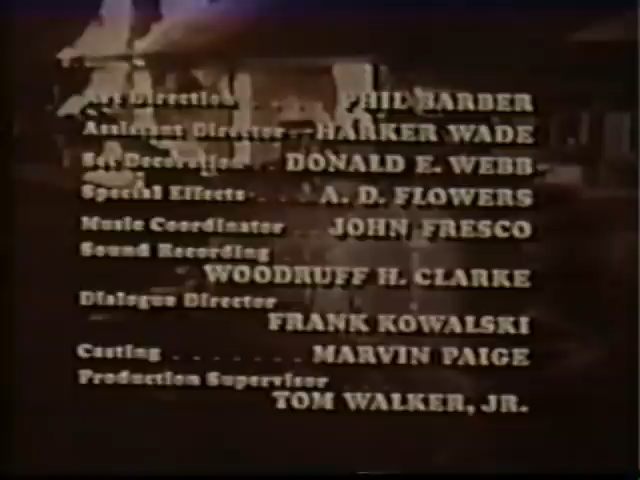 Art Direction . . . . PHIL BARBER
Assistant Director . . HARKER WADE
Set Decoration . . . DONALD E. WEBB
Special Effects . . . . A. D. FLOWERS
Music Coordinator . . . JOHN FRESCO
Sound Recording
WOODRUFF H. CLARKE
Dialogue Director
FRANK KOWALSKI
Casting . . . . . . . . MARVIN PAIGE
Production Supervisor
TOM WALKER, JR.